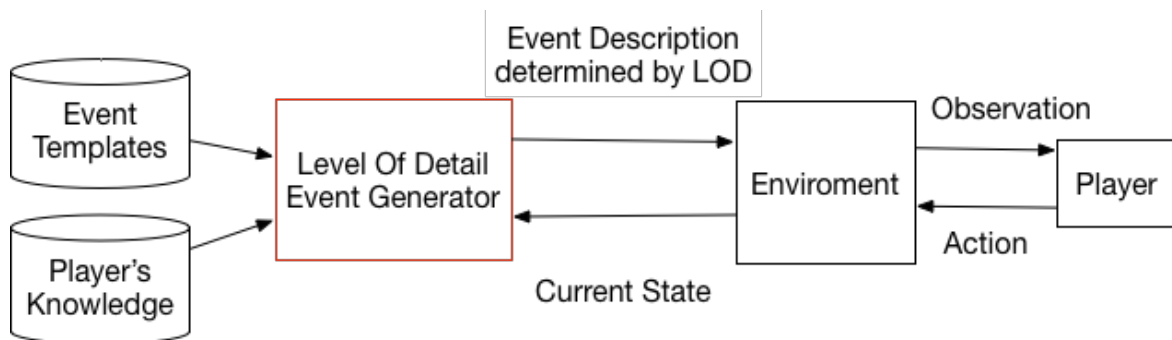 Event Description
determined by LOD
Event
Templates
Level Of Detail
Event Generator
Observation
Enviroment
Player
Action
Player's
Knowledge
Current State